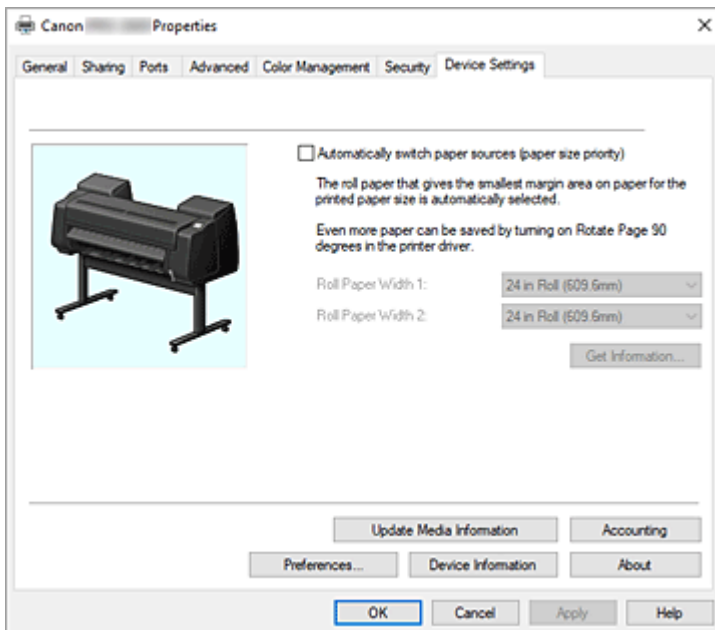 Canon Properties
General Sharing Ports Advanced Color Management Security Device Settings
Automatically switch paper sources (paper size priority)
The roll paper that gives the smallest margin area on paper for the
printed paper size is automatically selected.
Even more paper can be saved by turning on Rotate Page 90
degrees in the printer driver.
Roll Paper Width 1: 24 in Roll (609.6mm)
Roll Paper Width 2: 24 in Roll (609.6mm)
Get Information...
Update Media Information Accounting
Preferences... Device Information About
OK Cancel Apply Help